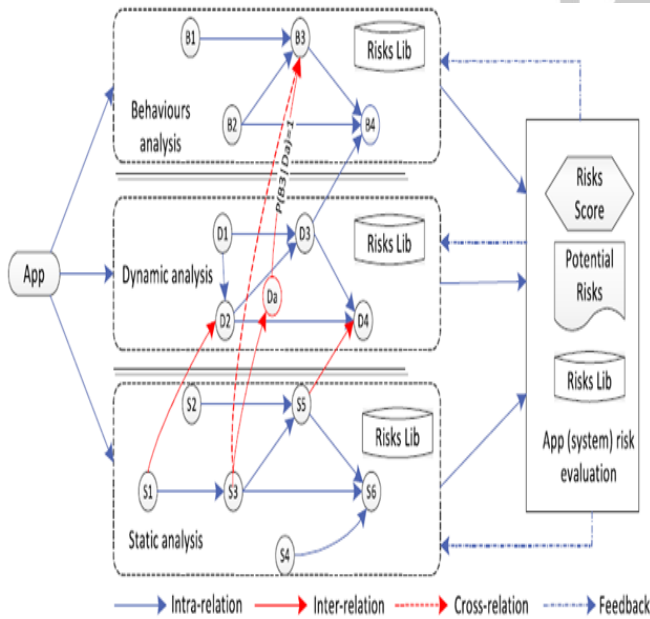 B1
B3
Risks Lib
Behaviours
analysis
B2
B4
P(B3|Da)=1
Risks
Score
App
D1
D3
Risks Lib
Dynamic analysis
Da
D2
D4
Potential
Risks
S2
S5
Risks Lib
Risks Lib
S1
S3
S6
App (system) risk
evaluation
Static analysis
S4
Intra-relation
Inter-relation
Cross-relation
Feedback